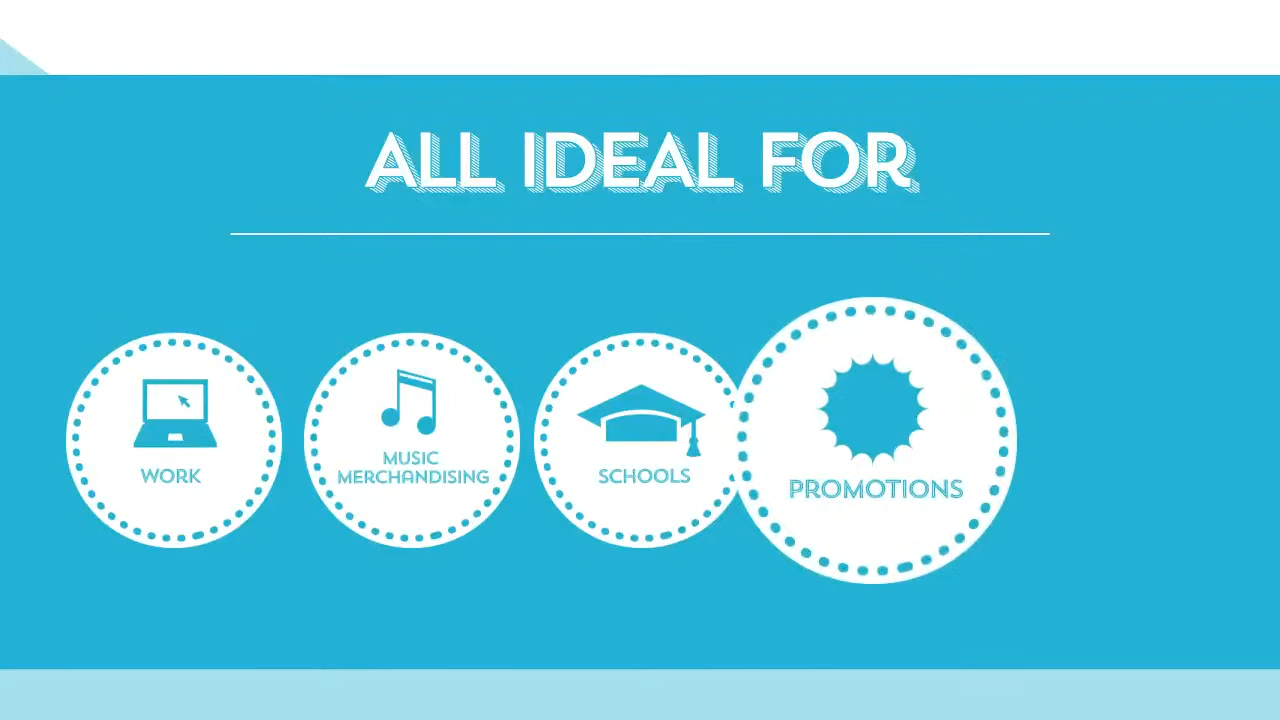 ALL IDEAL FOR
WORK
MUSIC
MERCHANDISING
SCHOOLS
PROMOTIONS